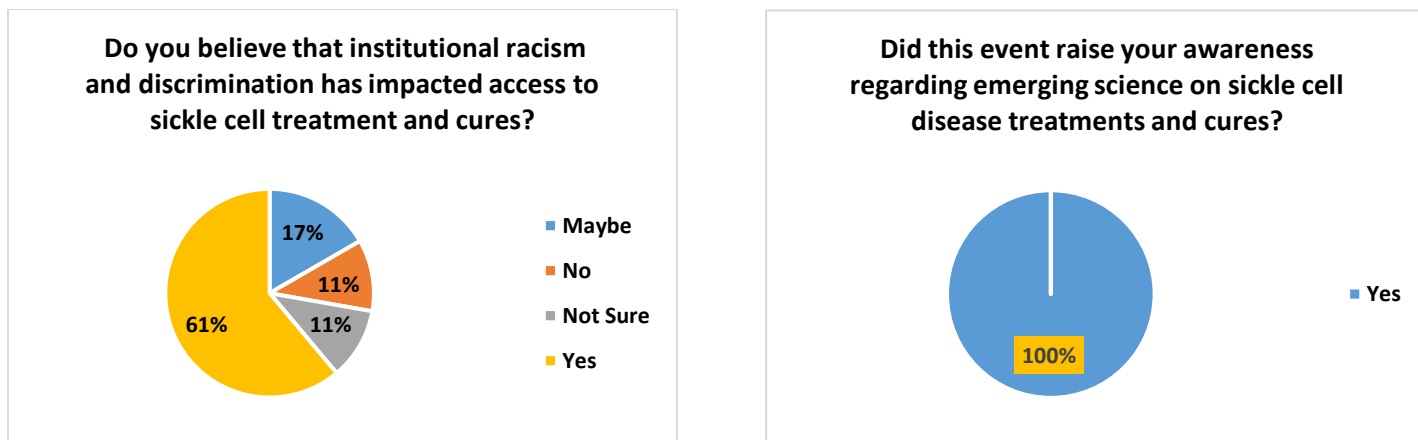 Do you believe that institutional racism
and discrimination has impacted access to
sickle cell treatment and cures?
17%
11%
11%
61%
Maybe
No
Not Sure
Yes
Did this event raise your awareness
regarding emerging science on sickle cell
disease treatments and cures?
100%
Yes